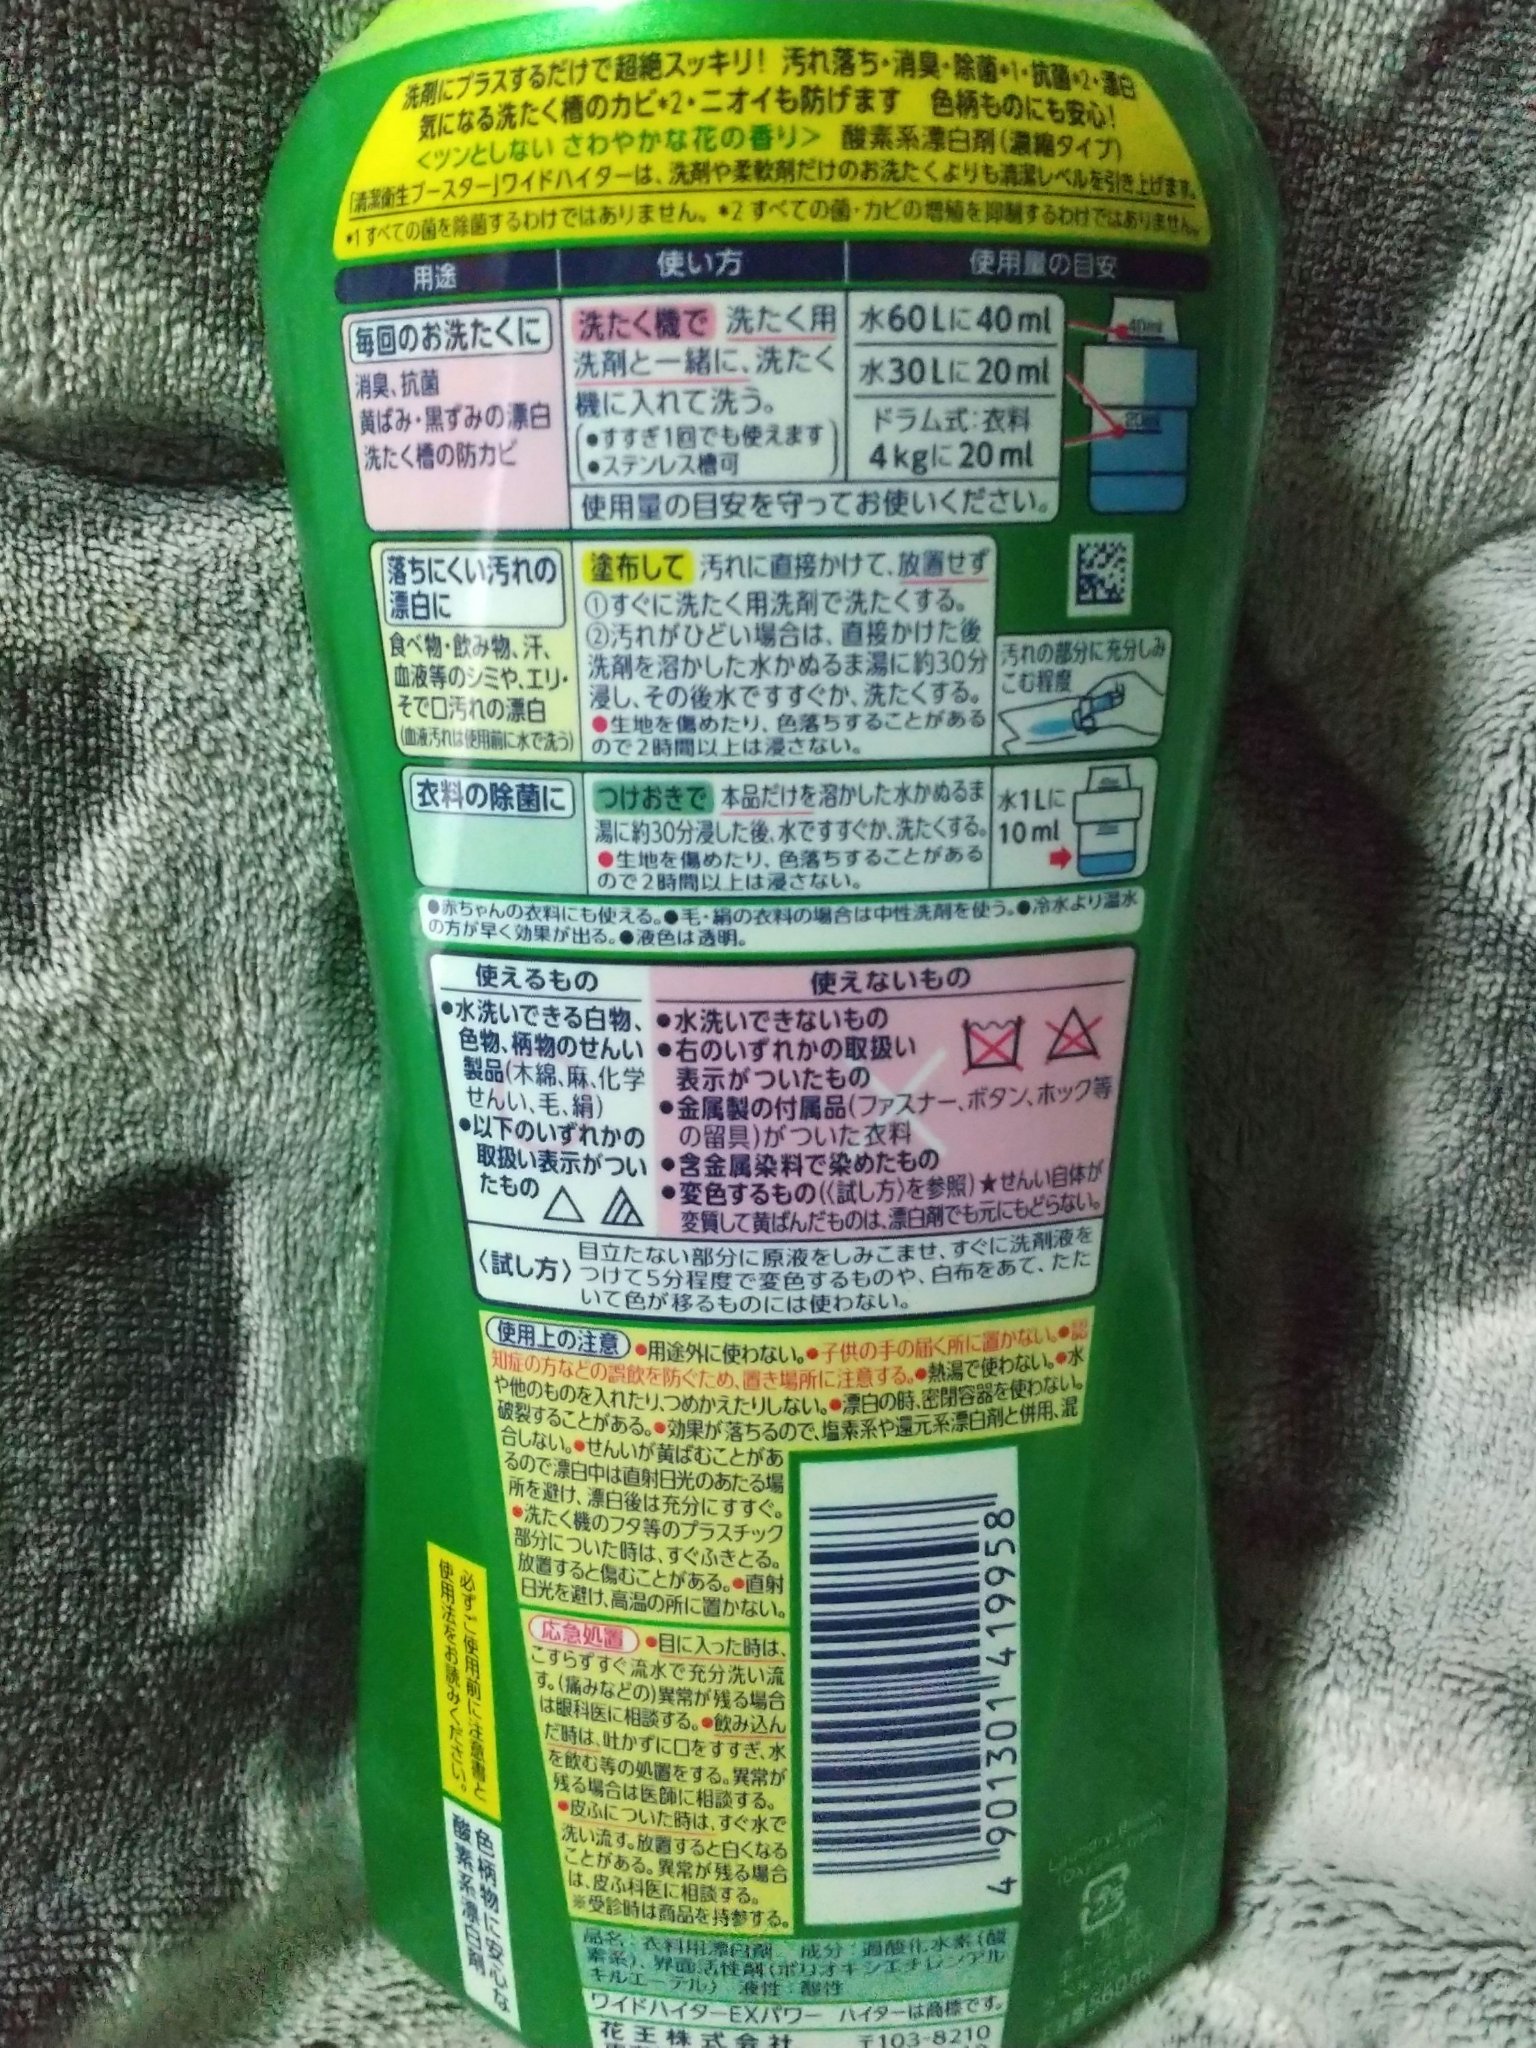 洗剤にプラスするだけで超絶スッキリ! 汚れ落ち・消臭・除菌*1・抗菌*2・漂白
気になる洗たく槽のカビ*2・ニオイも防げます 色柄ものにも安心!
<ツンとしない さわやかな花の香り> 酸素系漂白剤(濃縮タイプ)
「清潔衛生ブースター」ワイドハイターは、洗剤や柔軟剤だけのお洗たくよりも清潔レベルを引き上げます。
*1 すべての菌を除菌するわけではありません。*2 すべての菌・カビの増殖を抑制するわけではありません。
用途 使い方 使用量の目安
毎回のお洗たくに
消臭、抗菌
黄ばみ・黒ずみの漂白
洗たく槽の防カビ
洗たく機で 洗たく用
洗剤と一緒に、洗たく
機に入れて洗う。
●すすぎ1回でも使えます
●ステンレス槽可
水60Lに40ml
水30Lに20ml
ドラム式:衣料
4kgに20ml
40ml
20ml
使用量の目安を守ってお使いください。
落ちにくい汚れの
漂白に
食べ物・飲み物、汗、
血液等のシミや、エリ・
そで口汚れの漂白
(血液汚れは使用前に水で洗う)
塗布して 汚れに直接かけて、放置せず
①すぐに洗たく用洗剤で洗たくする。
②汚れがひどい場合は、直接かけた後
洗剤を溶かした水かぬるま湯に約30分
浸し、その後水ですすぐか、洗たくする。
●生地を傷めたり、色落ちすることがある
ので2時間以上は浸さない。
汚れの部分に充分しみ
こむ程度
衣料の除菌に
つけおきで 本品だけを溶かした水かぬるま
湯に約30分浸した後、水ですすぐか、洗たくする。
●生地を傷めたり、色落ちすることがある
ので2時間以上は浸さない。
水1Lに
10ml
●赤ちゃんの衣料にも使える。●毛・絹の衣料の場合は中性洗剤を使う。●冷水より温水
の方が早く効果が出る。●液色は透明。
使えるもの
●水洗いできる白物、
色物、柄物のせんい
製品(木綿、麻、化学
せんい、毛、絹)
●以下のいずれかの
取扱い表示がつい
たもの
使えないもの
●水洗いできないもの
●右のいずれかの取扱い
表示がついたもの
●金属製の付属品(ファスナー、ボタン、ホック等
の留具)がついた衣料
●含金属染料で染めたもの
●変色するもの(〈試し方〉を参照)★せんい自体が
変質して黄ばんだものは、漂白剤でも元にもどらない。
〈試し方〉
目立たない部分に原液をしみこませ、すぐに洗剤液を
つけて5分程度で変色するものや、白布をあて、たた
いて色が移るものには使わない。
使用上の注意 ●用途外に使わない。●子供の手の届く所に置かない。●認
知症の方などの誤飲を防ぐため、置き場所に注意する。●熱湯で使わない。●水
や他のものを入れたり、つめかえたりしない。●漂白の時、密閉容器を使わない。
破裂することがある。●効果が落ちるので、塩素系や還元系漂白剤と併用、混
合しない。●せんいが黄ばむことがあ
るので漂白中は直射日光のあたる場
所を避け、漂白後は充分にすすぐ。
●洗たく機のフタ等のプラスチック
部分についた時は、すぐふきとる。
放置すると傷むことがある。●直射
日光を避け、高温の所に置かない。
応急処置 ●目に入った時は、
こすらずすぐ流水で充分洗い流
す。(痛みなどの)異常が残る場合
は眼科医に相談する。●飲み込ん
だ時は、吐かずに口をすすぎ、水
を飲む等の処置をする。異常が
残る場合は医師に相談する。
●皮ふについた時は、すぐ水で
洗い流す。放置すると白くなる
ことがある。異常が残る場合
は、皮ふ科医に相談する。
※受診時は商品を持参する。
4901301419958
必ずご使用前に注意書と
使用法をお読みください。
色・柄物に安心な
酸素系漂白剤
品名:衣料用漂白剤 成分:過酸化水素(酸
素系)、界面活性剤(ポリオキシエチレンアル
キルエーテル) 液性:酸性
ワイドハイターEXパワー ハイターは商標です。
花王株式会社 〒103-8210